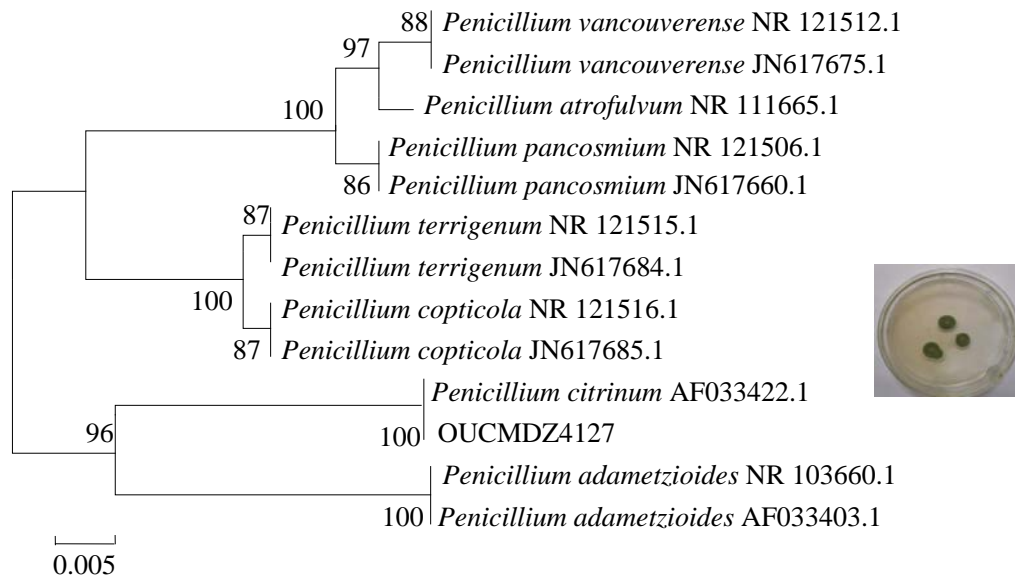 88 Penicillium vancouverense NR 121512.1
97
Penicillium vancouverense JN617675.1
100 Penicillium atrofulvum NR 111665.1
Penicillium pancosmium NR 121506.1
86 Penicillium pancosmium JN617660.1
87 Penicillium terrigenum NR 121515.1
Penicillium terrigenum JN617684.1
100 Penicillium copticola NR 121516.1
87 Penicillium copticola JN617685.1
Penicillium citrinum AF033422.1
96 100 OUCMDZ4127
Penicillium adametzioides NR 103660.1
100 Penicillium adametzioides AF033403.1
0.005